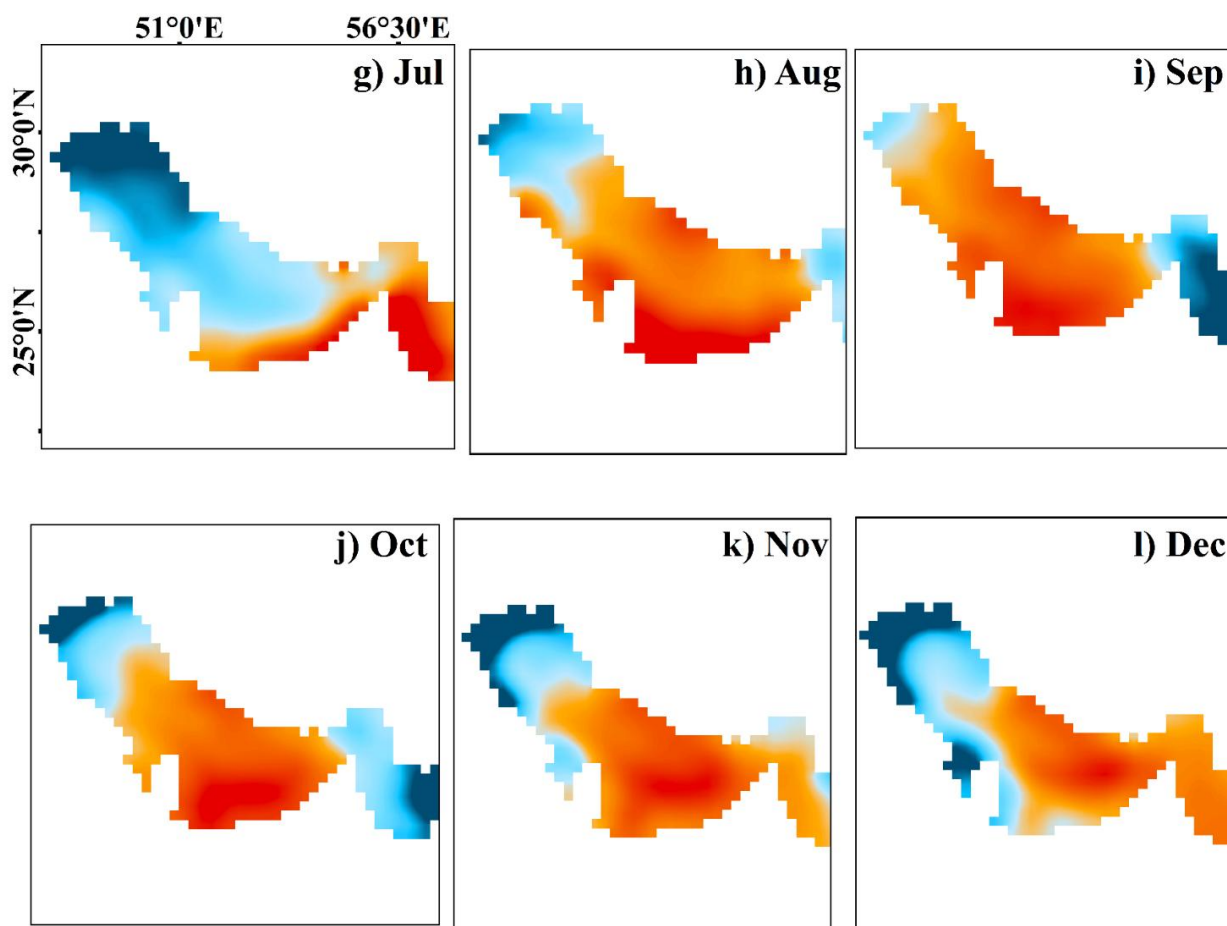 51°0'E 56°30'E
g) Jul
h) Aug
i) Sep
30°0'N
25°0'N
j) Oct
k) Nov
l) Dec